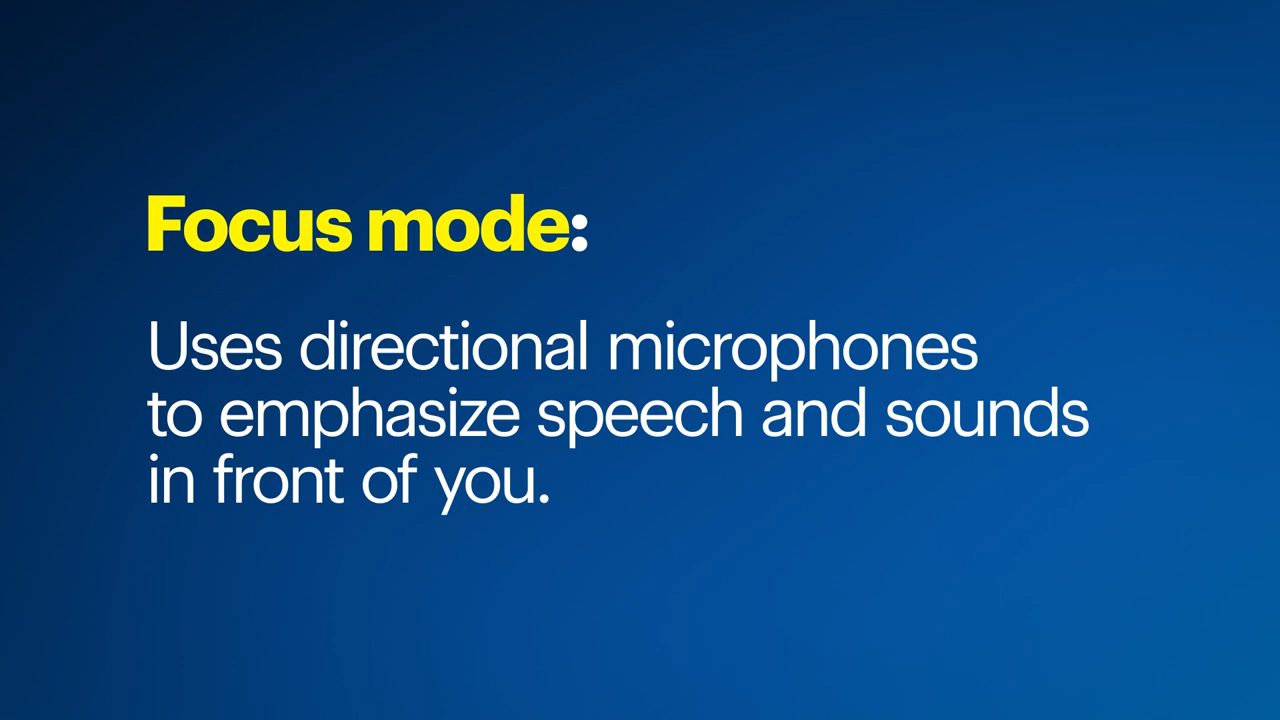 Focus mode:
Uses directional microphones
to emphasize speech and sounds
in front of you.